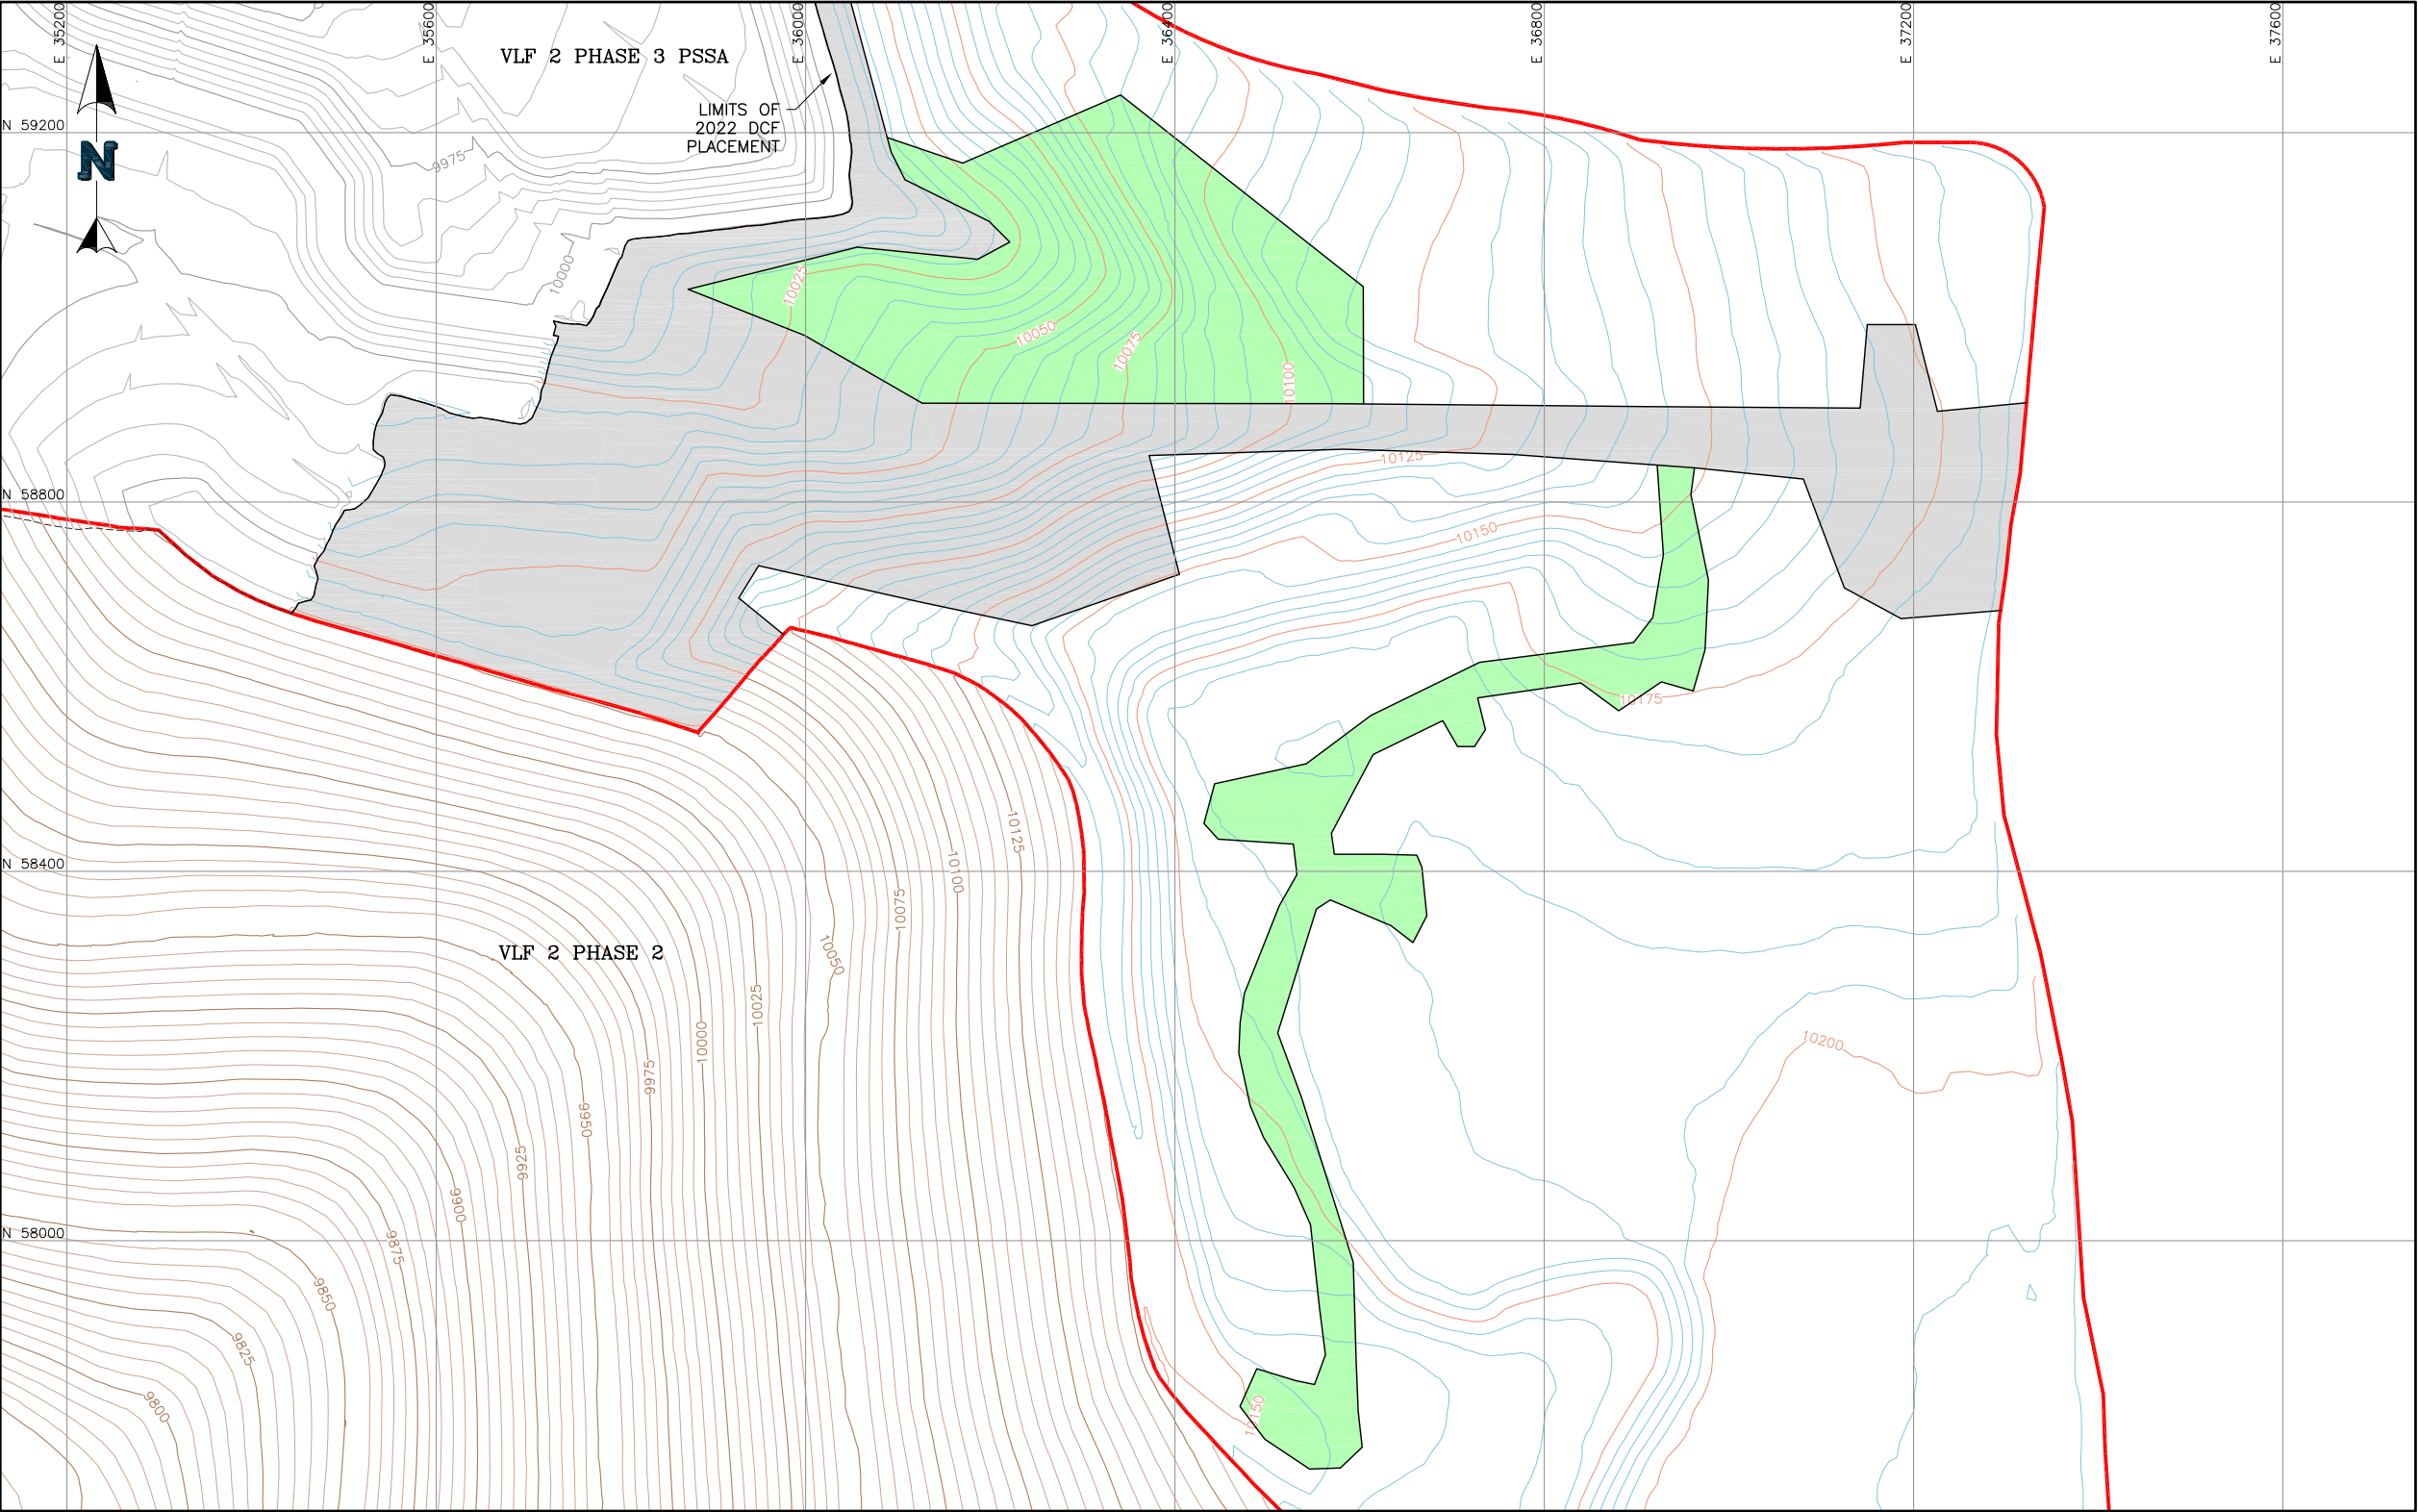 E 35200
E 35600
E 36000
E 36400
E 36800
E 37200
E 37600
VLF 2 PHASE 3 PSSA
LIMITS OF
2022 DCF
PLACEMENT
N 59200
N
9975
10000
10025
10050
10075
10100
10125
N 58800
10150
10175
N 58400
10125
10100
10075
10050
VLF 2 PHASE 2
10025
10000
9975
9950
9925
9900
9875
9850
9825
9800
10200
N 58000
10150